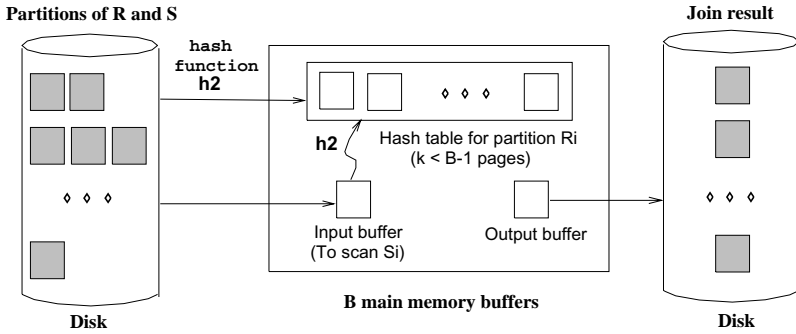 Partitions of R and S
Join result
hash
function
h2
h2
Hash table for partition Ri
(k < B-1 pages)
Input buffer
(To scan Si)
Output buffer
B main memory buffers
Disk
Disk